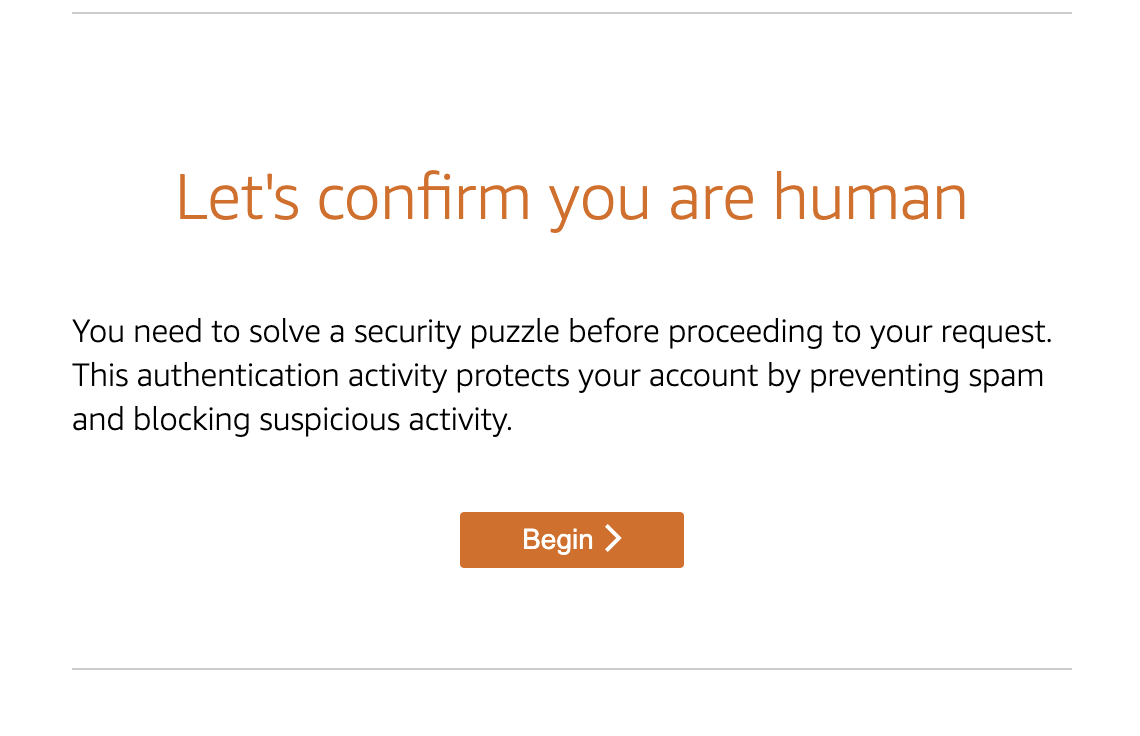 Let's confirm you are human
You need to solve a security puzzle before proceeding to your request.
This authentication activity protects your account by preventing spam
and blocking suspicious activity.
Begin